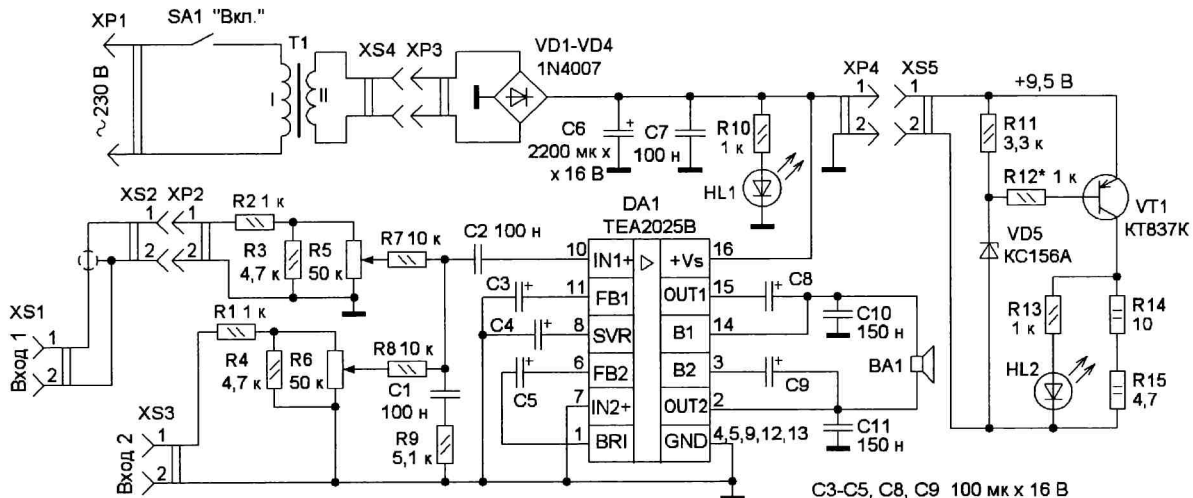 XP1
SA1 "Вкл."
~230 В
T1
I
II
XS4
XP3
VD1-VD4
1N4007
C6
2200 мк х
х 16 В
+
C7
100 н
R10
1 к
HL1
XP4
XS5
1
1
2
2
+9,5 В
R11
3,3 к
R12* 1 к
VT1
КТ837К
VD5
КС156А
R13
1 к
HL2
R14
10
R15
4,7
XS2
XP2
1
1
2
2
R2 1 к
R3
4,7 к
R5
50 к
R7 10 к
C2 100 н
XS1
1
2
Вход 1
R1 1 к
R4
4,7 к
R6
50 к
R8 10 к
C1
100 н
R9
5,1 к
XS3
1
2
Вход 2
C3
+
C4
+
C5
+
DA1
TEA2025B
10
IN1+
11
FB1
8
SVR
6
FB2
7
IN2+
1
BRI
+Vs
16
OUT1
15
B1
14
B2
3
OUT2
2
GND
4,5,9,12,13
+
C8
+
C9
C10
150 н
C11
150 н
BA1
C3-C5, C8, C9 100 мк х 16 В